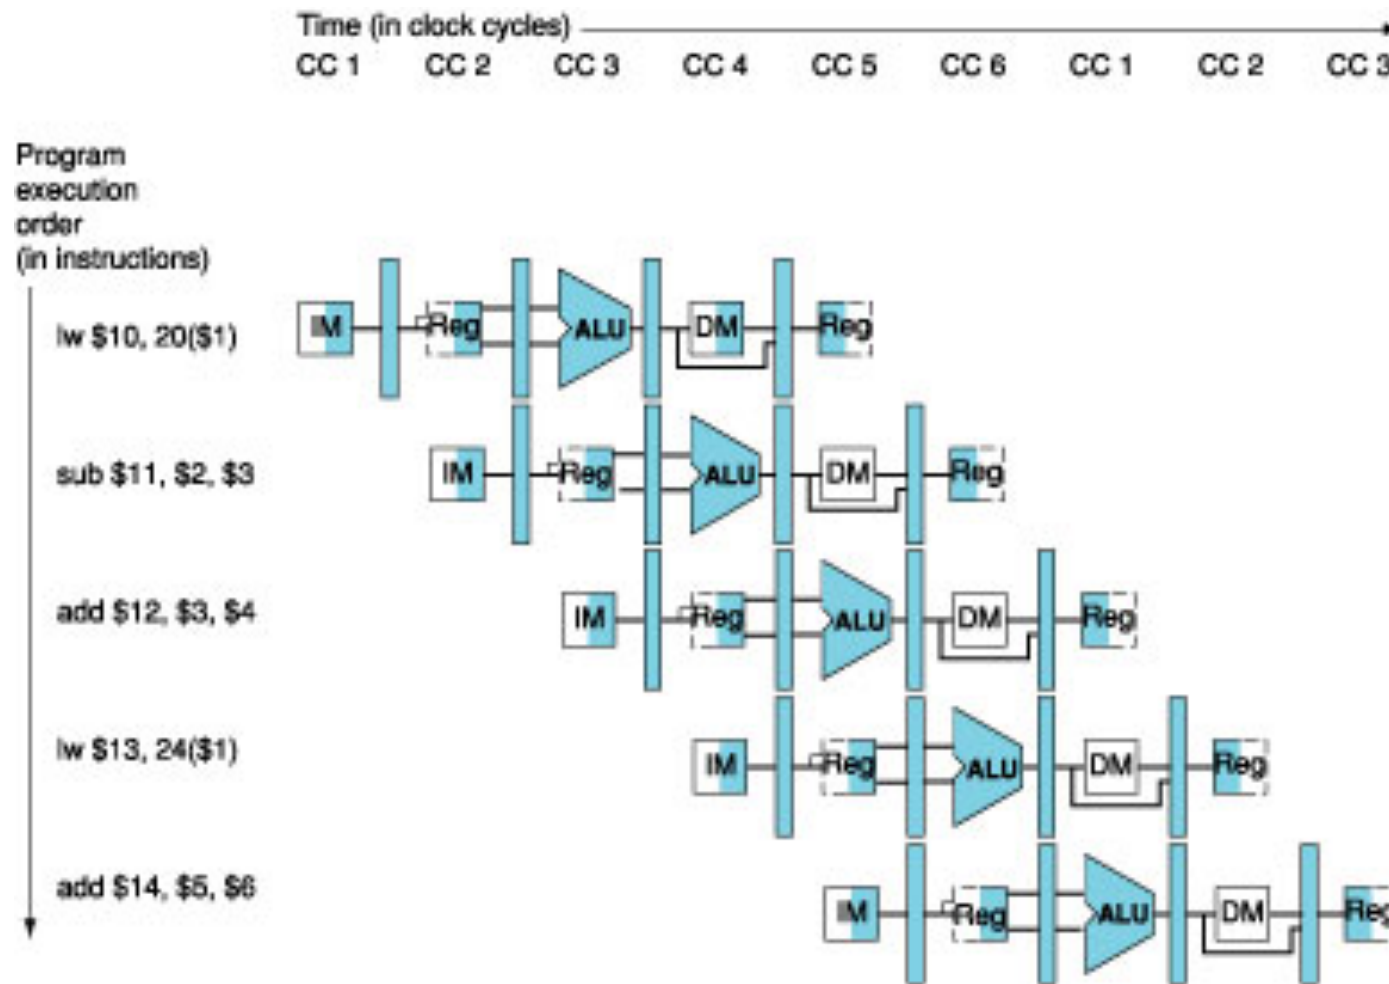 Time (in clock cycles)
CC 1 CC 2 CC 3 CC 4 CC 5 CC 6 CC 1 CC 2 CC 3
Program
execution
order
(in instructions)
lw $10, 20($1)
IM Reg ALU DM Reg
sub $11, $2, $3
IM Reg ALU DM Reg
add $12, $3, $4
IM Reg ALU DM Reg
lw $13, 24($1)
IM Reg ALU DM Reg
add $14, $5, $6
IM Reg ALU DM Reg